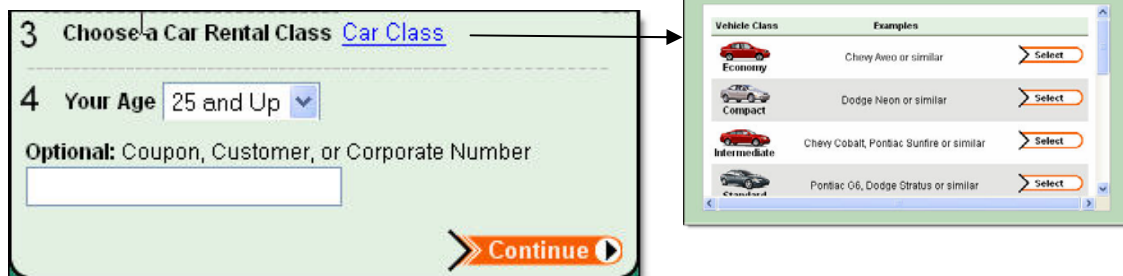 3 Choose a Car Rental Class Car Class
4 Your Age 25 and Up
Optional: Coupon, Customer, or Corporate Number
Continue
Vehicle Class Examples
Economy Chevy Aveo or similar Select
Compact Dodge Neon or similar Select
Intermediate Chevy Cobalt, Pontiac Sunfire or similar Select
Standard Pontiac G6, Dodge Stratus or similar Select